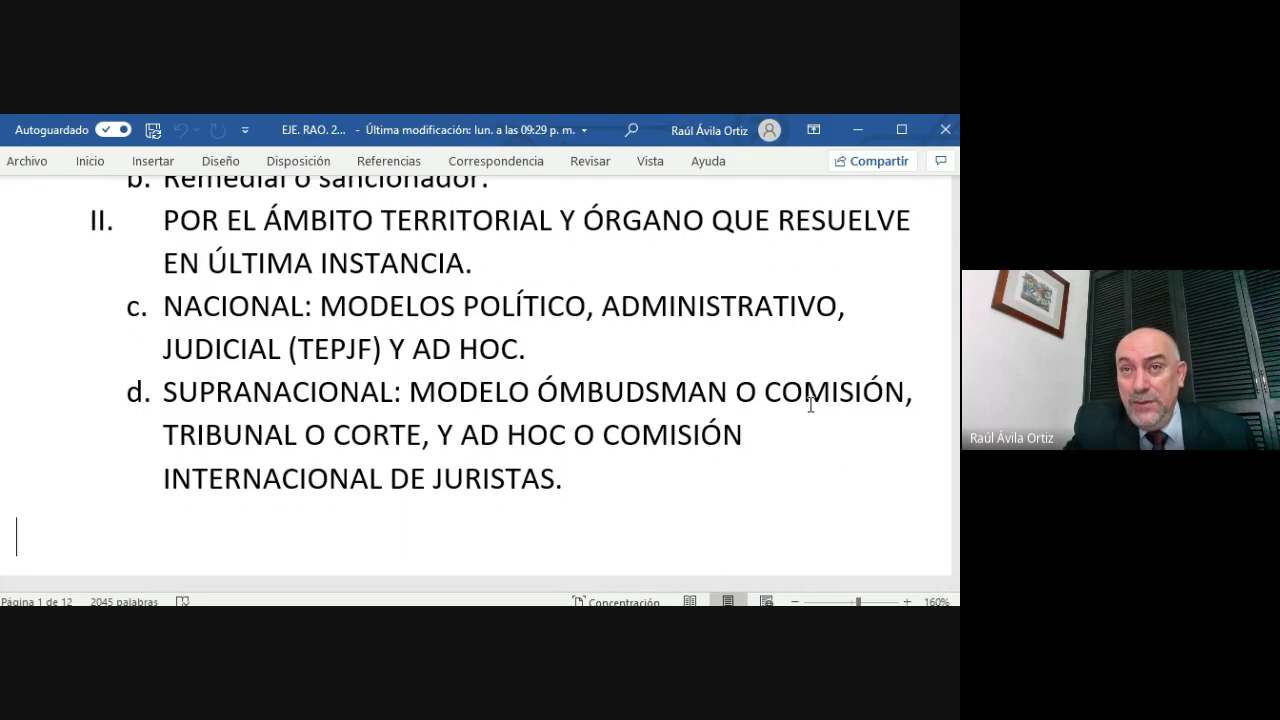 Autoguardado EJE. RAO. 2... - Última modificación: lun. a las 09:29 p. m. Raúl Ávila Ortiz
Archivo Inicio Insertar Diseño Disposición Referencias Correspondencia Revisar Vista Ayuda Compartir
b. Remedial o sancionador.
II. POR EL ÁMBITO TERRITORIAL Y ÓRGANO QUE RESUELVE
EN ÚLTIMA INSTANCIA.
c. NACIONAL: MODELOS POLÍTICO, ADMINISTRATIVO,
JUDICIAL (TEPJF) Y AD HOC.
d. SUPRANACIONAL: MODELO ÓMBUDSMAN O COMISIÓN,
TRIBUNAL O CORTE, Y AD HOC O COMISIÓN
INTERNACIONAL DE JURISTAS.
Página 1 de 12 2045 palabras Concentración 160%
Raúl Ávila Ortiz